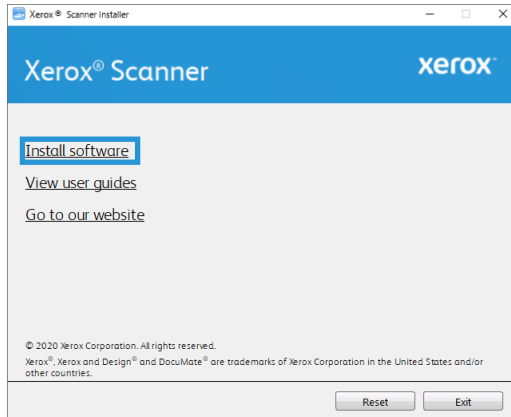 Xerox® Scanner Installer
Xerox® Scanner
xerox™
Install software
View user guides
Go to our website
© 2020 Xerox Corporation. All rights reserved.
Xerox®, Xerox and Design® and DocuMate® are trademarks of Xerox Corporation in the United States and/or
other countries.
Reset
Exit